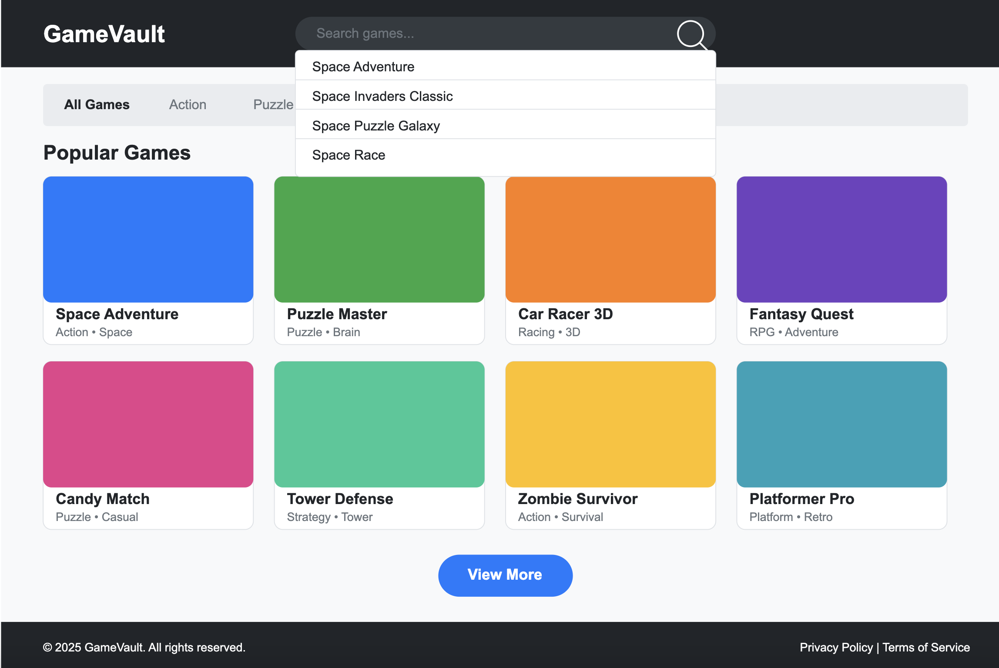 GameVault
Search games...
Space Adventure
Space Invaders Classic
Space Puzzle Galaxy
Space Race
All Games
Action
Puzzle
Popular Games
Space Adventure
Action • Space
Puzzle Master
Puzzle • Brain
Car Racer 3D
Racing • 3D
Fantasy Quest
RPG • Adventure
Candy Match
Puzzle • Casual
Tower Defense
Strategy • Tower
Zombie Survivor
Action • Survival
Platformer Pro
Platform • Retro
View More
© 2025 GameVault. All rights reserved.
Privacy Policy | Terms of Service